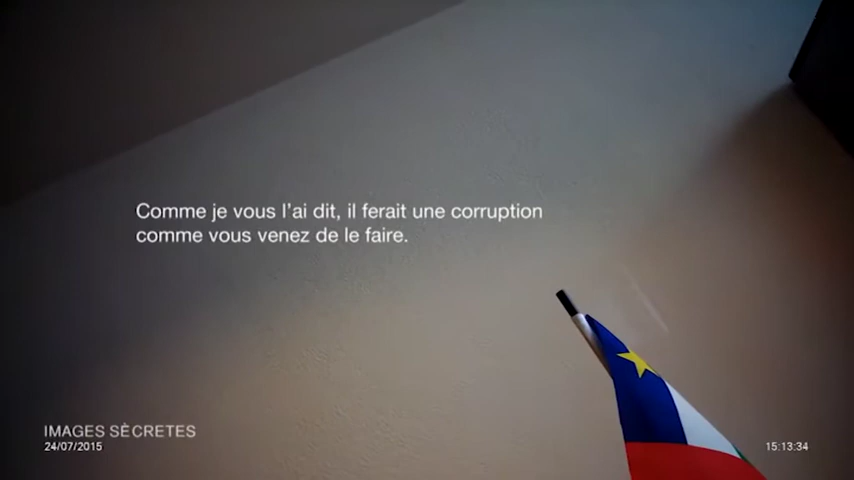 Comme je vous l'ai dit, il ferait une corruption
comme vous venez de le faire.
IMAGES SÈCRETES
24/07/2015
15:13:34